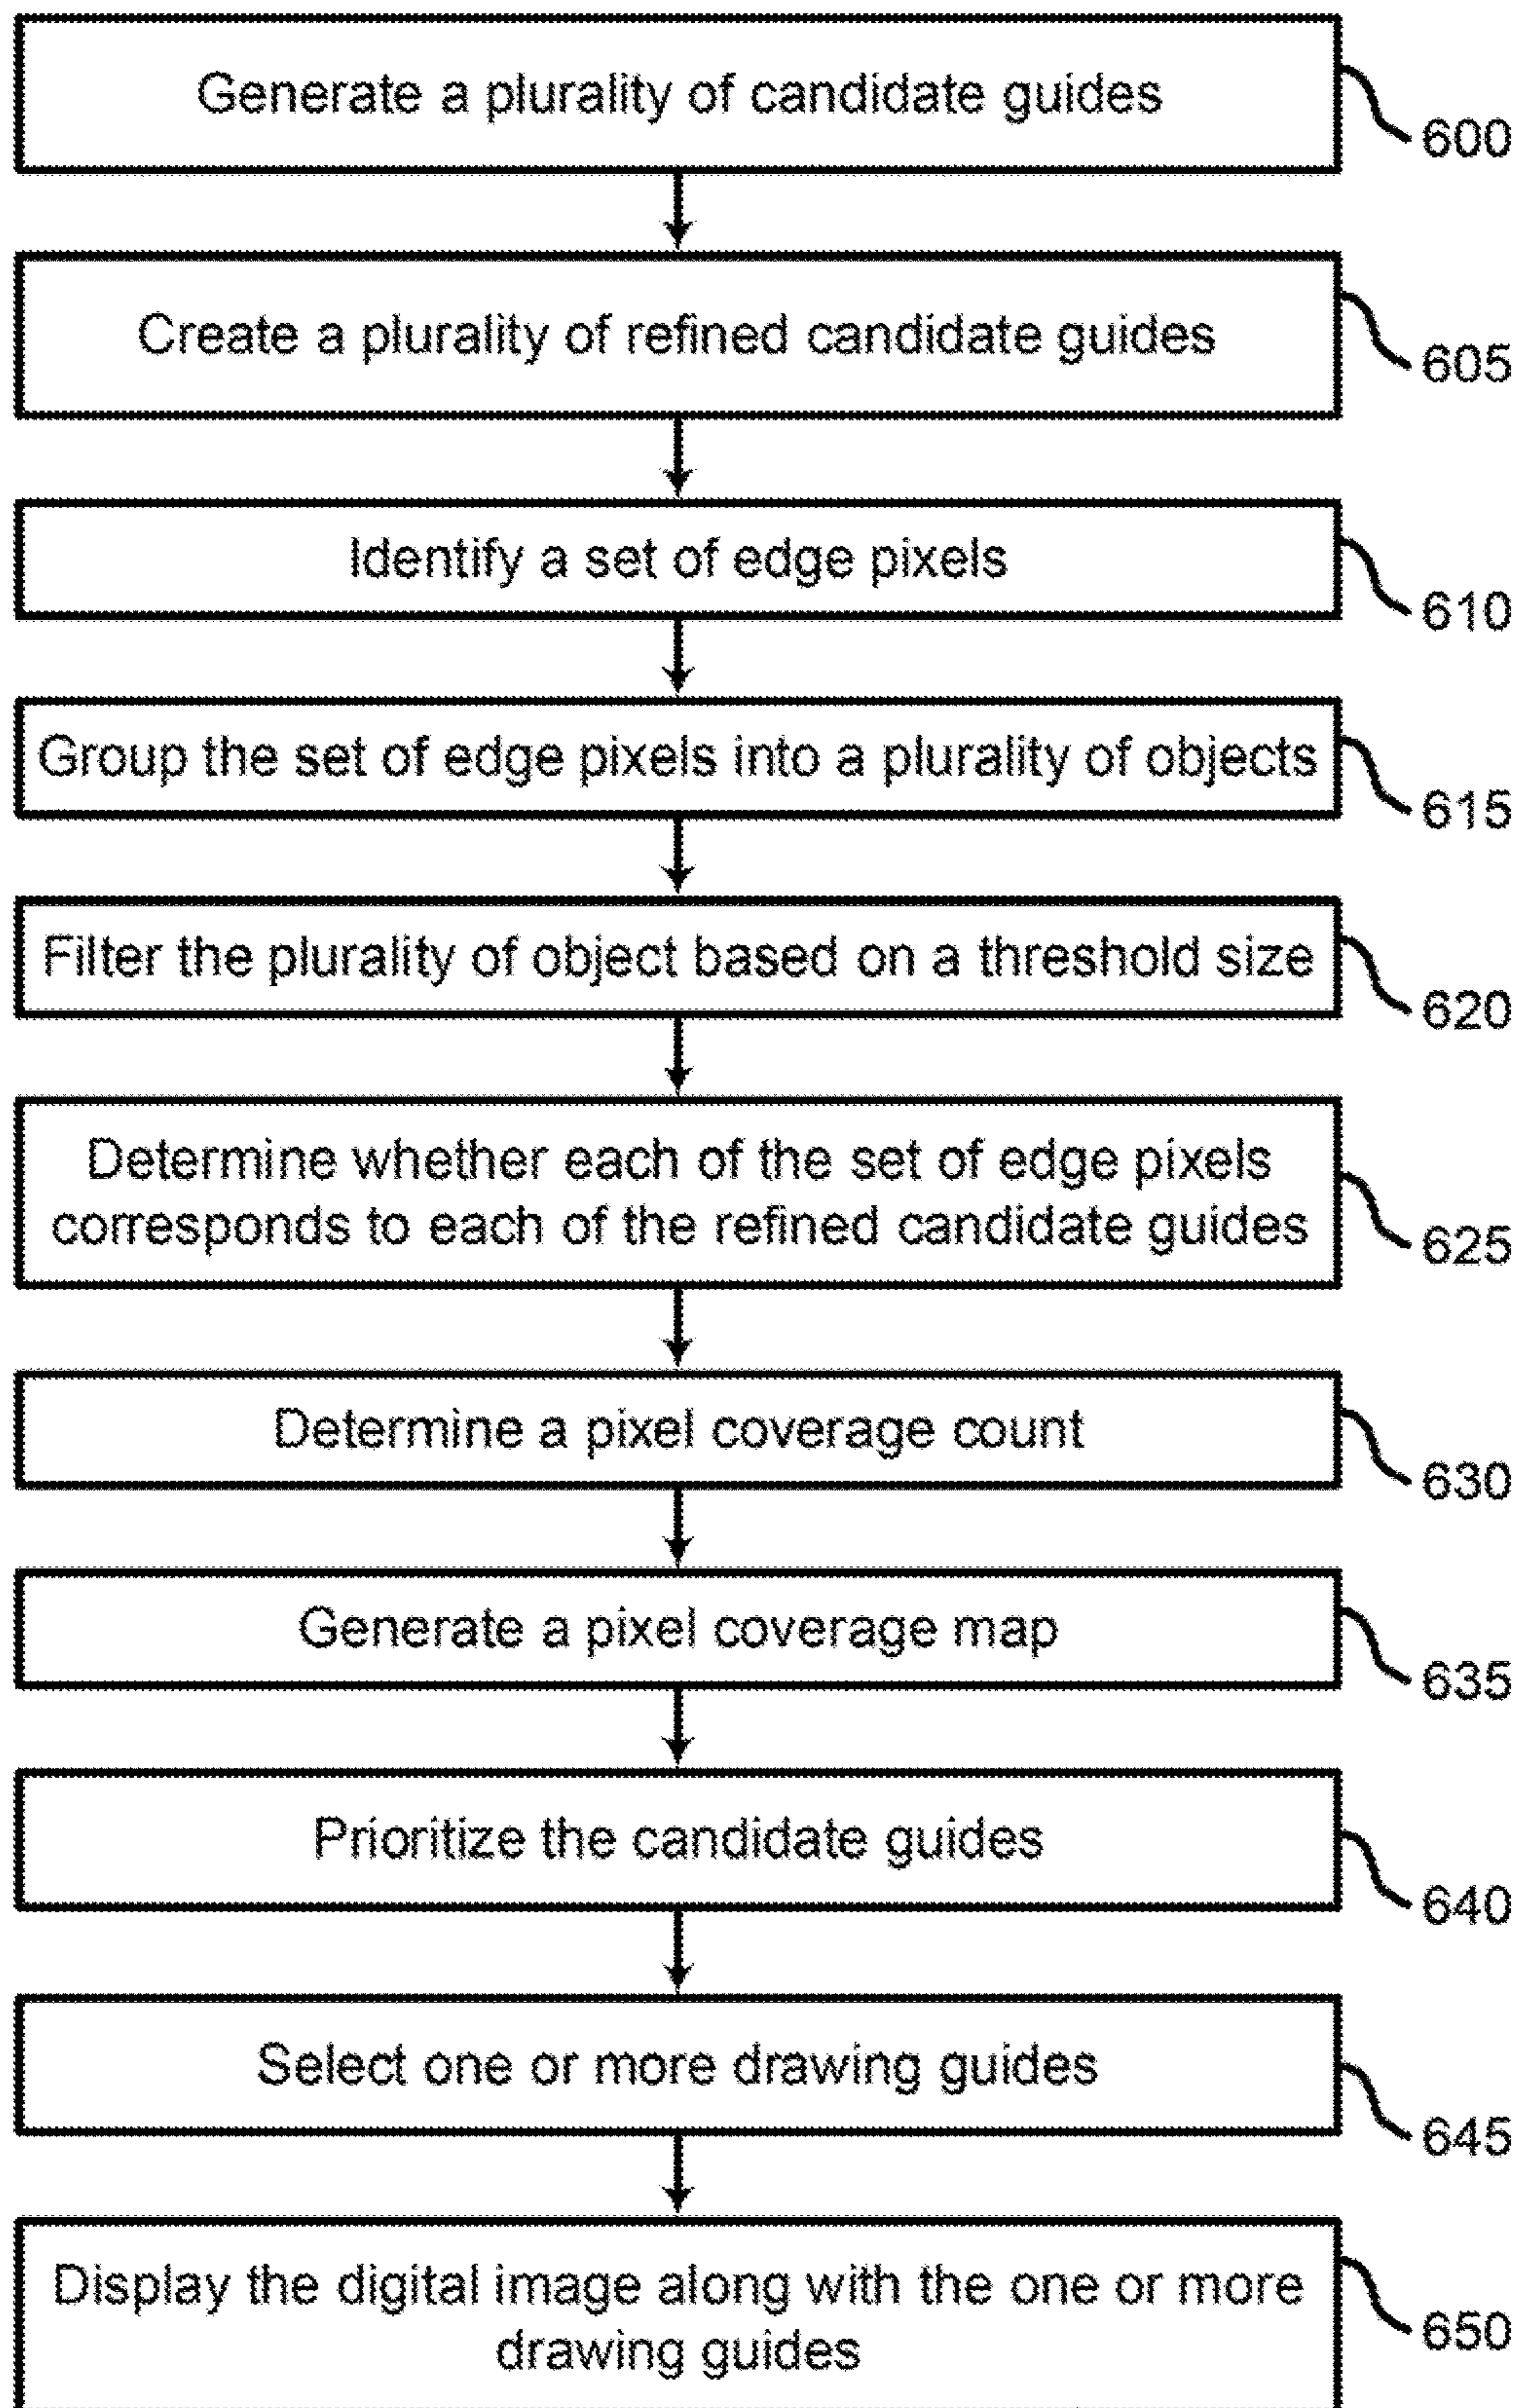 Generate a plurality of candidate guides
600
Create a plurality of refined candidate guides
605
Identify a set of edge pixels
610
Group the set of edge pixels into a plurality of objects
615
Filter the plurality of object based on a threshold size
620
Determine whether each of the set of edge pixels
corresponds to each of the refined candidate guides
625
Determine a pixel coverage count
630
Generate a pixel coverage map
635
Prioritize the candidate guides
640
Select one or more drawing guides
645
Display the digital image along with the one or more
drawing guides
650